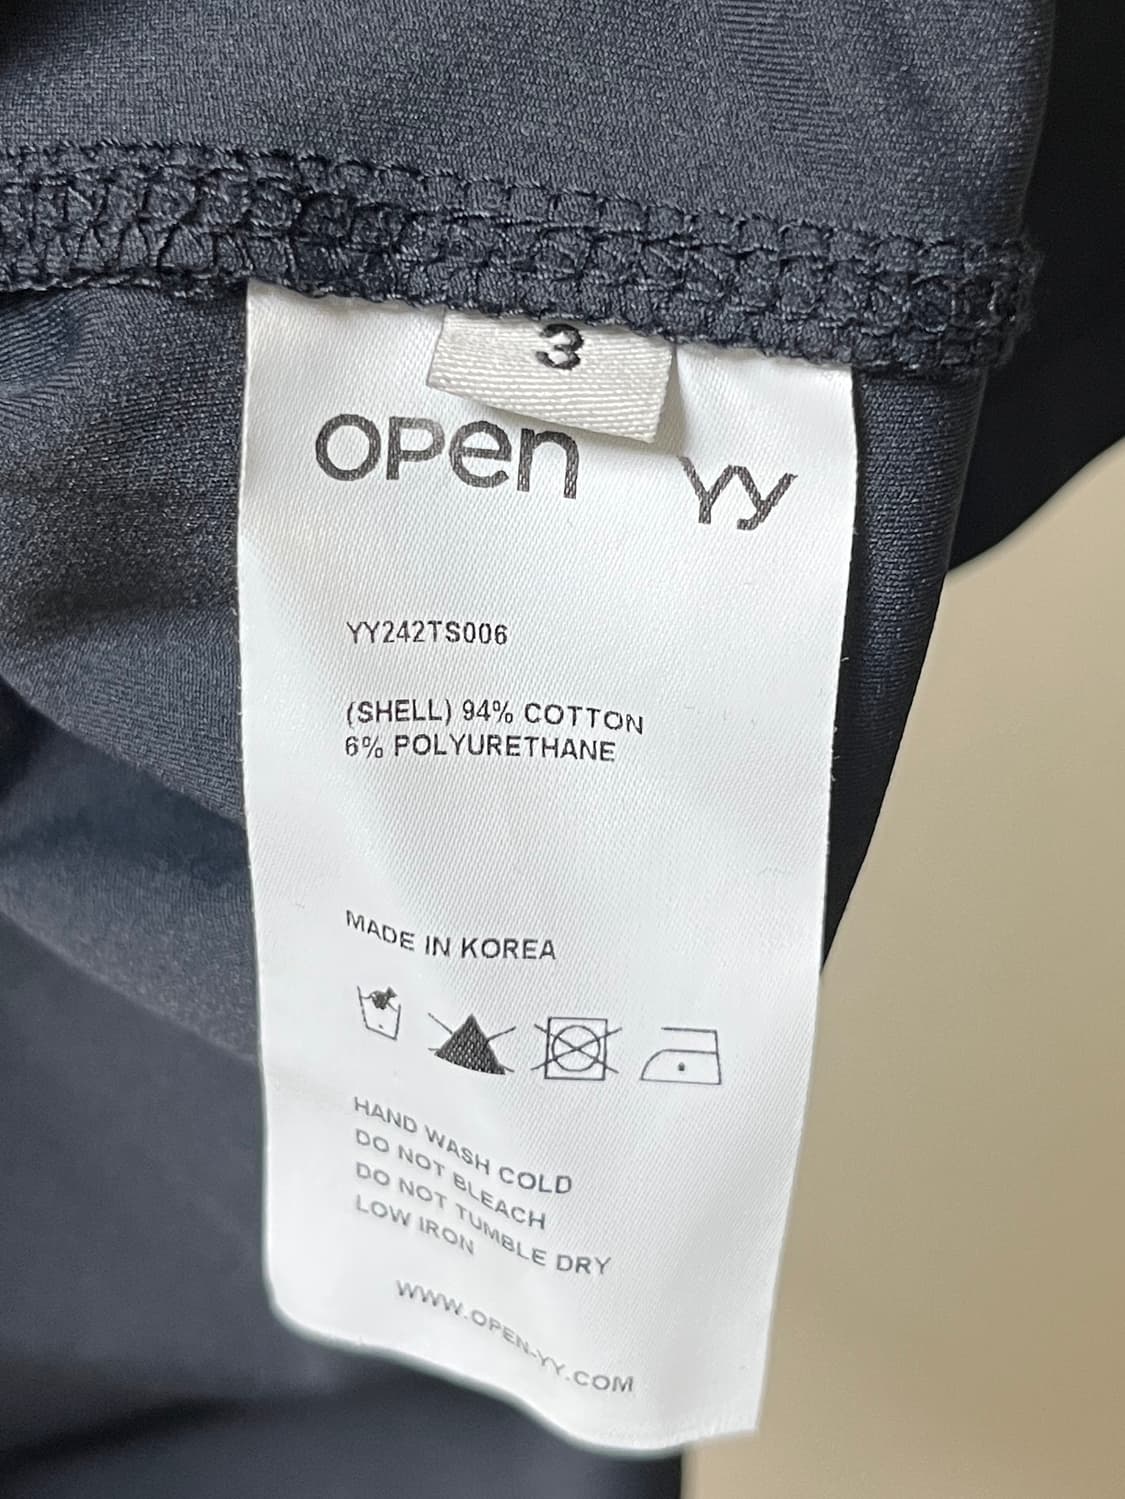 3
OPen YY
YY242TS006
(SHELL) 94% COTTON
6% POLYURETHANE
MADE IN KOREA
HAND WASH COLD
DO NOT BLEACH
DO NOT TUMBLE DRY
LOW IRON
WWW.OPEN-YY.COM